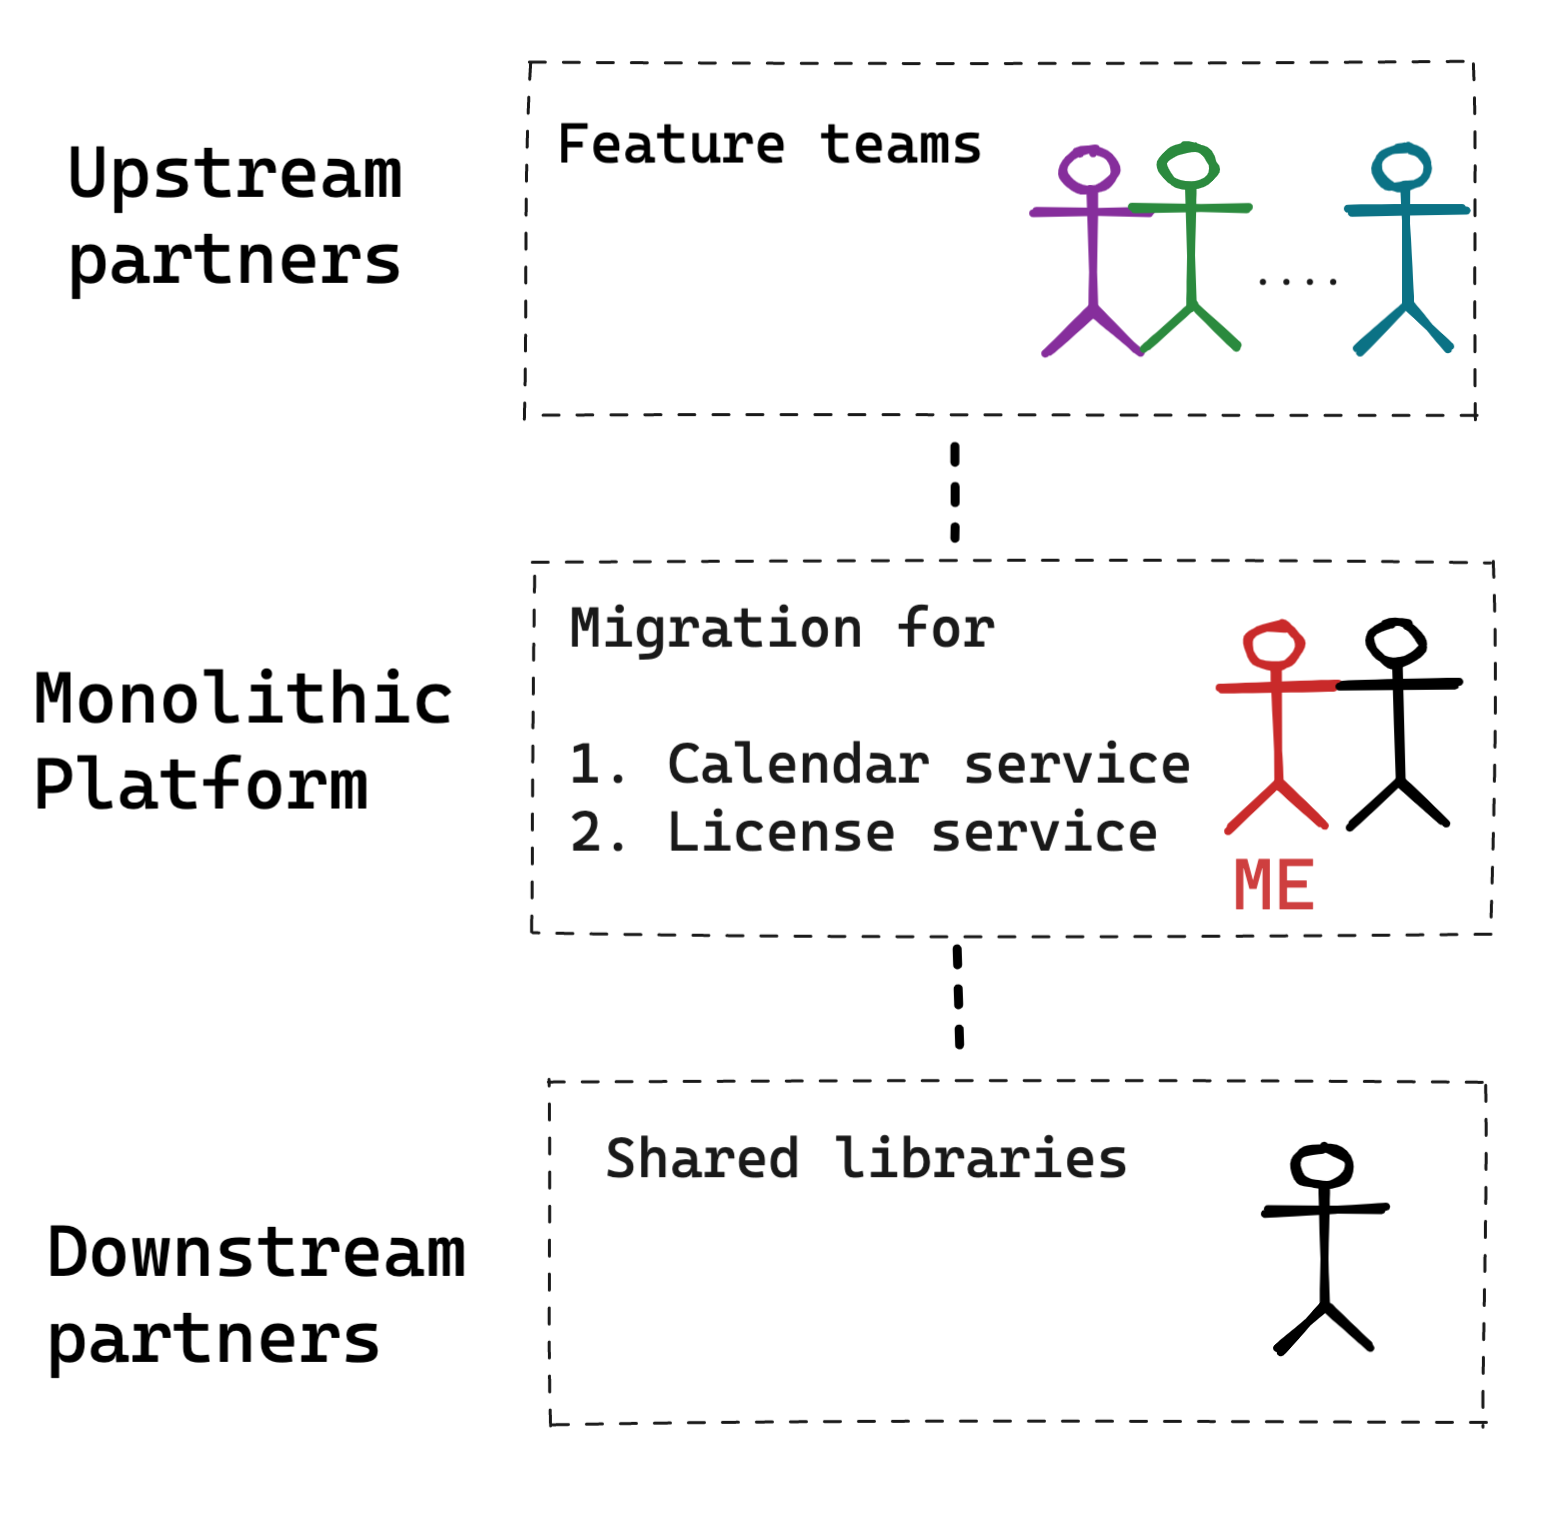 Upstream
partners
Feature teams
....
Monolithic
Platform
Migration for
1. Calendar service
2. License service
ME
Downstream
partners
Shared libraries